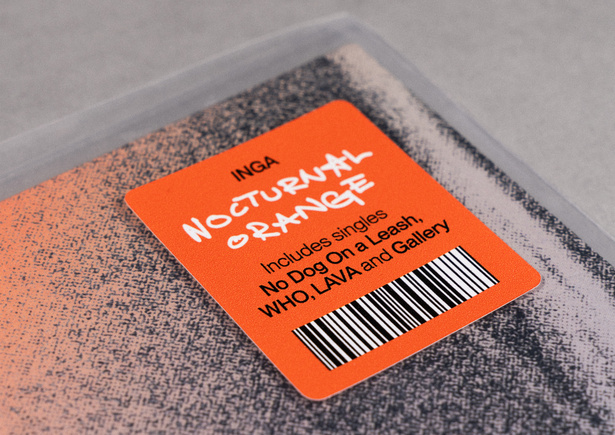 INGA
NOCTURNAL
ORANGE
Includes singles
No Dog On a Leash,
WHO, LAVA and Gallery